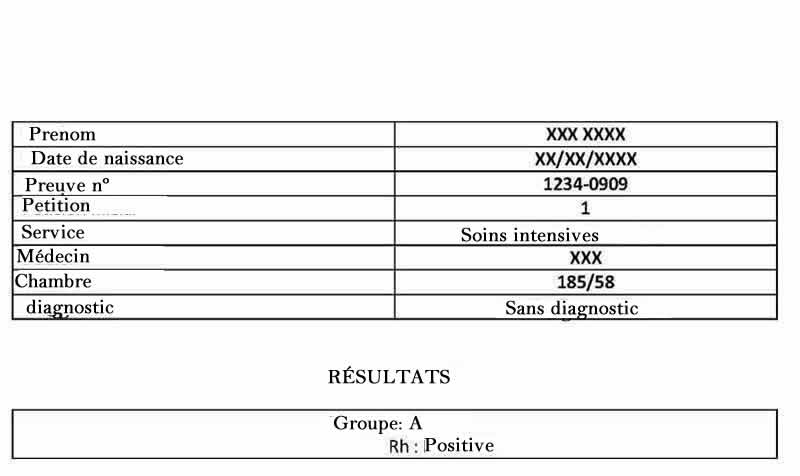 Prenom XXX XXXX
Date de naissance XX/XX/XXXX
Preuve nº 1234-0909
Petition 1
Service Soins intensives
Médecin XXX
Chambre 185/58
diagnostic Sans diagnostic
RÉSULTATS
Groupe: A
Rh : Positive